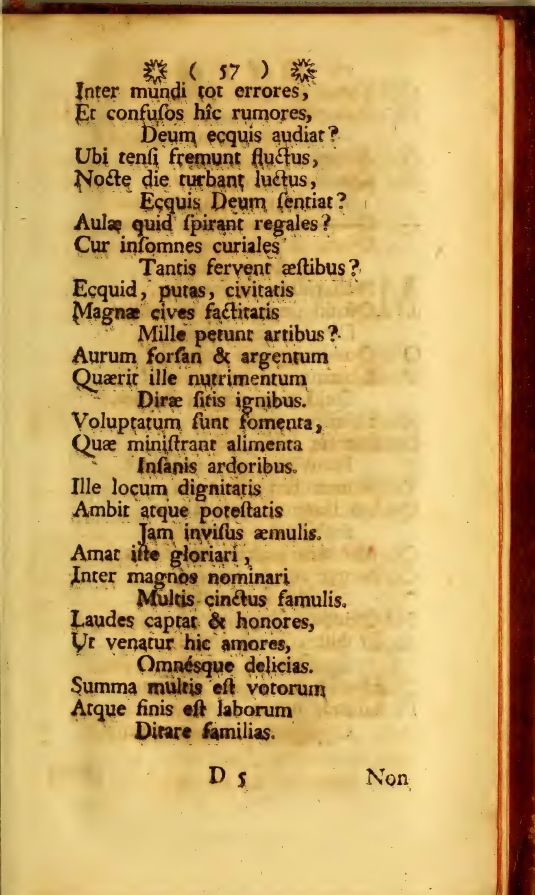 ( 57 )
Inter mundi tot errores,
Et confuſos hîc rumores,
Deum ecquis audiat?
Ubi tenſi fremunt fluctus,
Nocte die turbant luctus,
Ecquis Deum ſentiat?
Aulæ quid ſpirant regales?
Cur inſomnes curiales
Tantis fervent æſtibus?
Ecquid, putas, civitatis
Magnæ cives factitatis
Mille petunt artibus?
Aurum forſan & argentum
Quærit ille nutrimentum
Diræ ſitis ignibus.
Voluptatum ſunt fomenta,
Quæ miniſtrant alimenta
Inſanis ardoribus.
Ille locum dignitatis
Ambit atque poteſtatis
Jam inviſus æmulis.
Amat iſte gloriari,
Inter magnos nominari
Multis cinctus famulis.
Laudes captat & honores,
Ut venatur hic amores,
Omnésque delicias.
Summa multis eſt votorum
Atque finis eſt laborum
Ditare familias.
D 5 Non